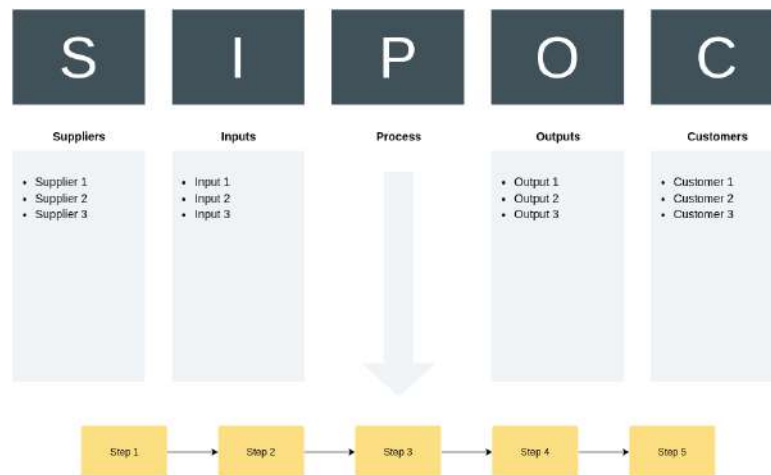 S I P O C
Suppliers Inputs Process Outputs Customers
• Supplier 1
• Supplier 2
• Supplier 3
• Input 1
• Input 2
• Input 3
• Output 1
• Output 2
• Output 3
• Customer 1
• Customer 2
• Customer 3
Step 1 Step 2 Step 3 Step 4 Step 5